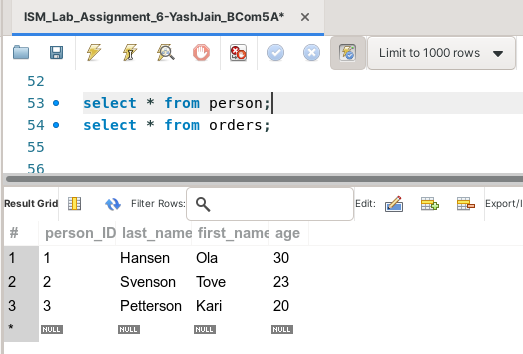 ISM_Lab_Assignment_6-YashJain_BCom5A* ×
Limit to 1000 rows
52
53 select * from person;
54 select * from orders;
55
56
Result Grid Filter Rows: Edit: Export/I
# person_ID last_name first_name age
1 1 Hansen Ola 30
2 2 Svenson Tove 23
3 3 Petterson Kari 20
* NULL NULL NULL NULL